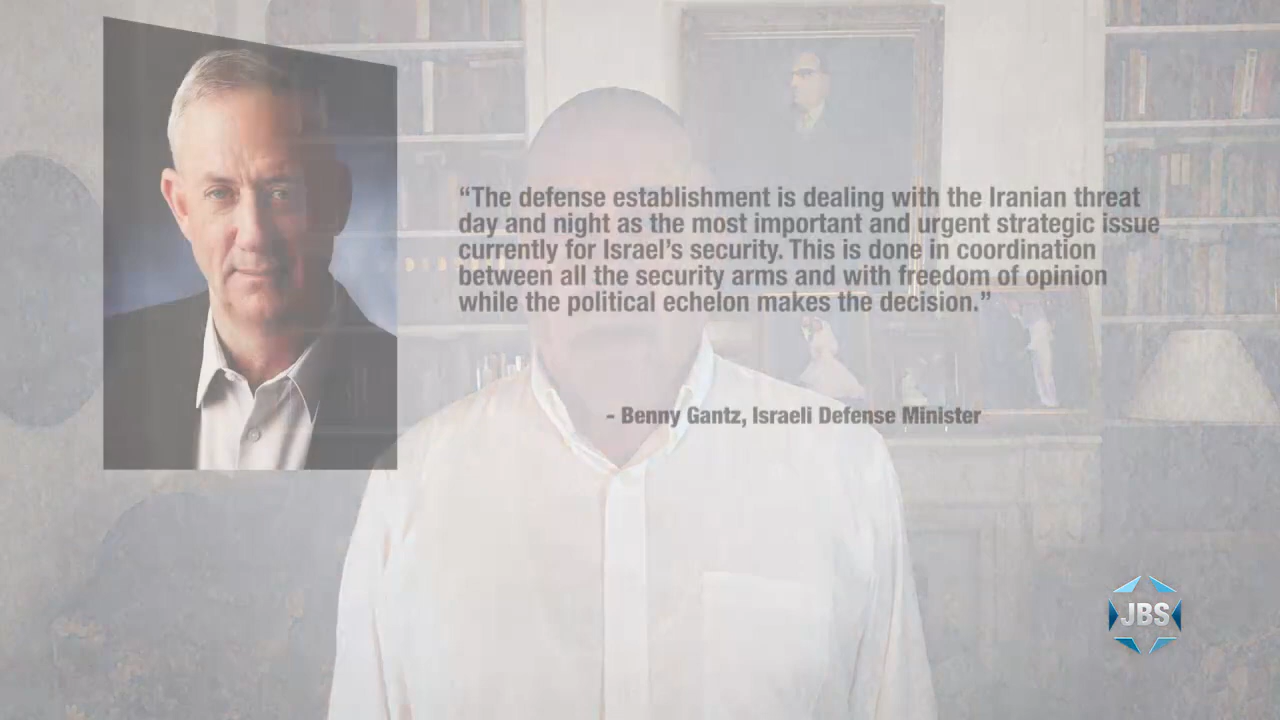 “The defense establishment is dealing with the Iranian threat
day and night as the most important and urgent strategic issue
currently for Israel’s security. This is done in coordination
between all the security arms and with freedom of opinion
while the political echelon makes the decision.”
- Benny Gantz, Israeli Defense Minister
JBS